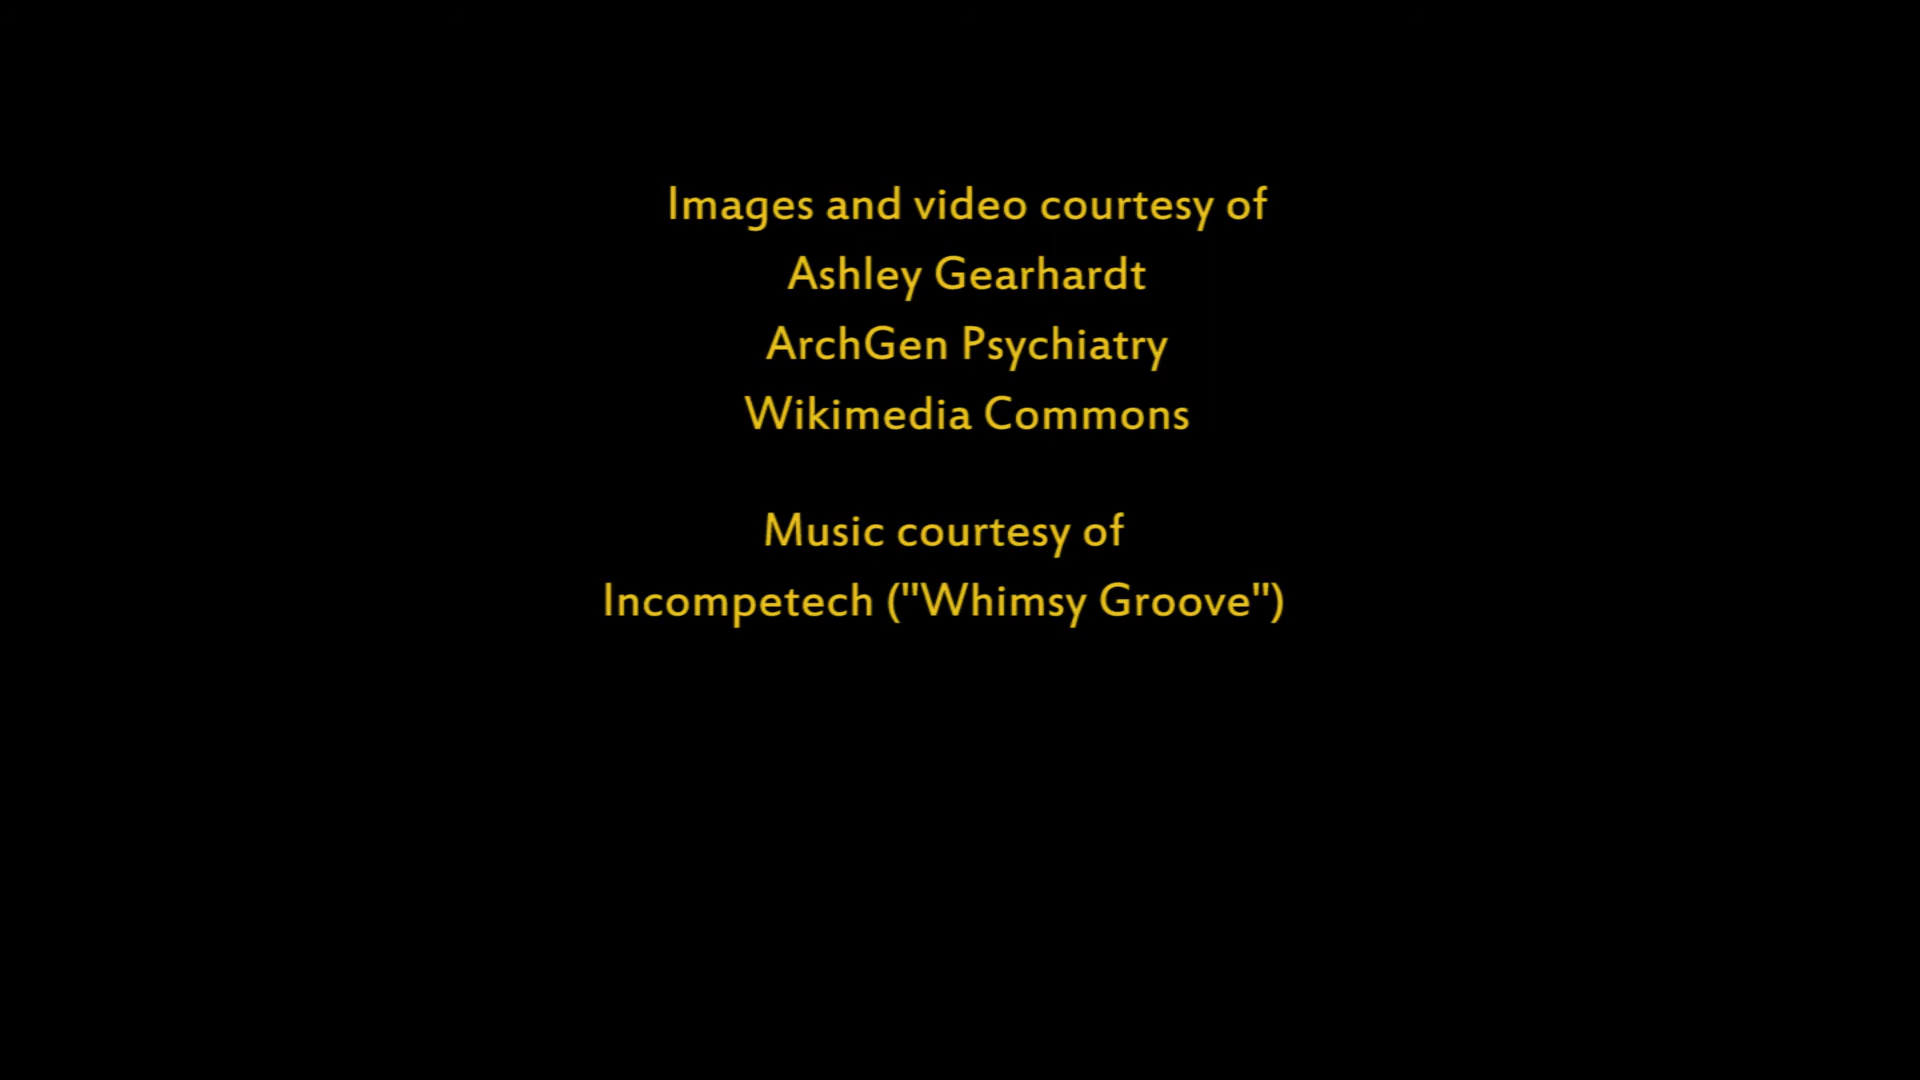 Images and video courtesy of
Ashley Gearhardt
ArchGen Psychiatry
Wikimedia Commons
Music courtesy of
Incompetech ("Whimsy Groove")